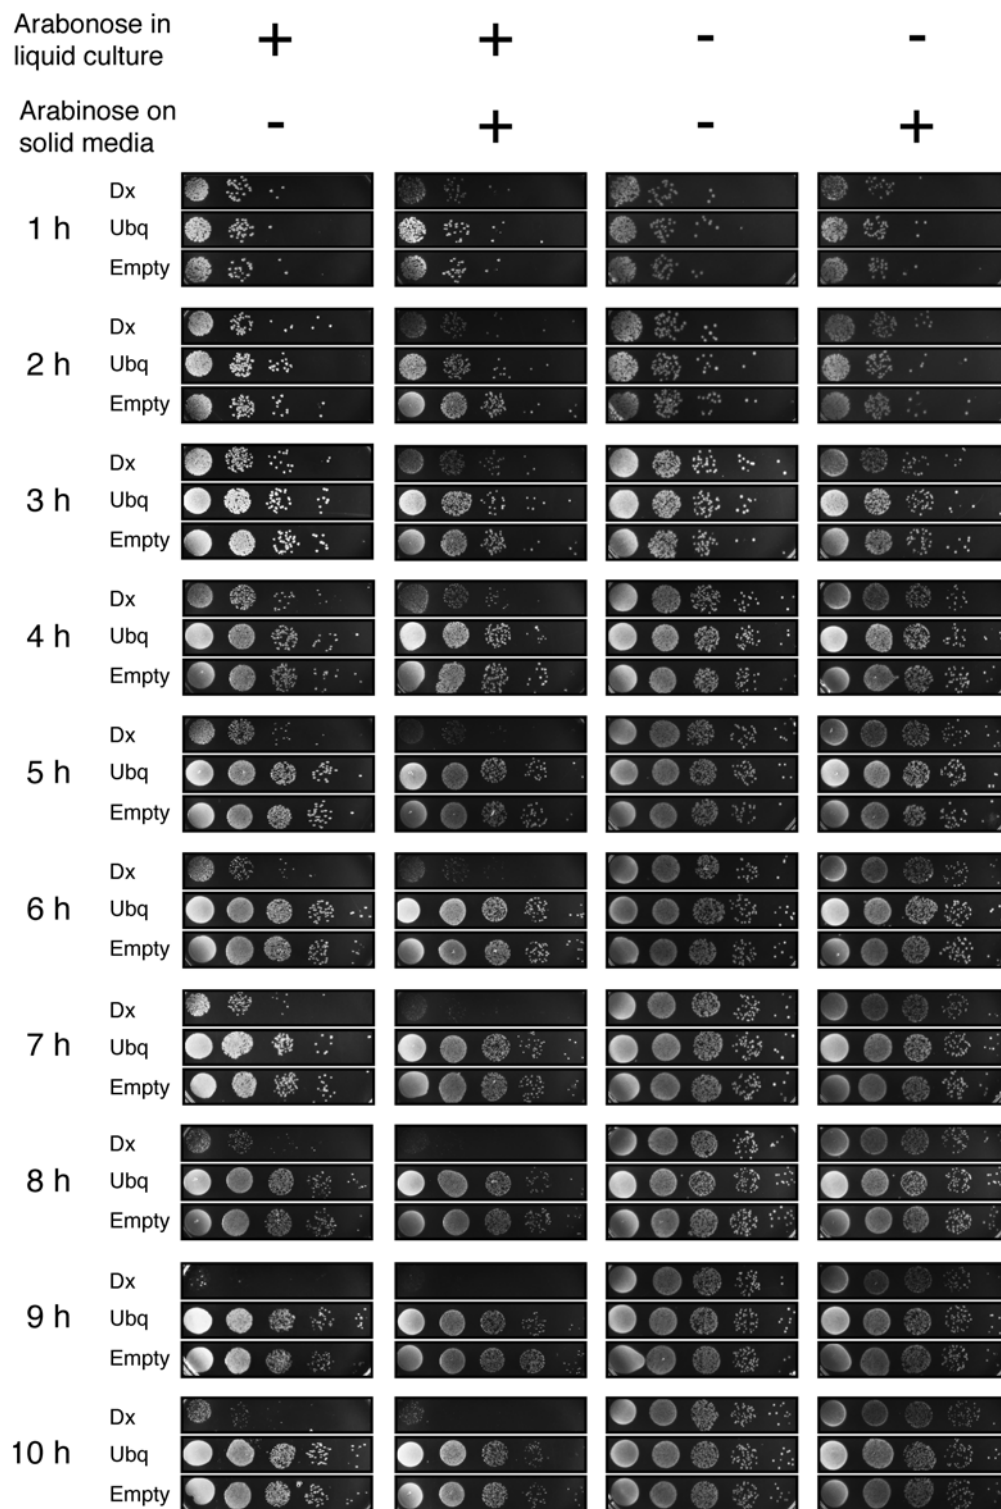 Arabonose in
liquid culture
+ + - -
Arabinose on
solid media
- + - +
Dx
1 h Ubq
Empty
Dx
2 h Ubq
Empty
Dx
3 h Ubq
Empty
Dx
4 h Ubq
Empty
Dx
5 h Ubq
Empty
Dx
6 h Ubq
Empty
Dx
7 h Ubq
Empty
Dx
8 h Ubq
Empty
Dx
9 h Ubq
Empty
Dx
10 h Ubq
Empty